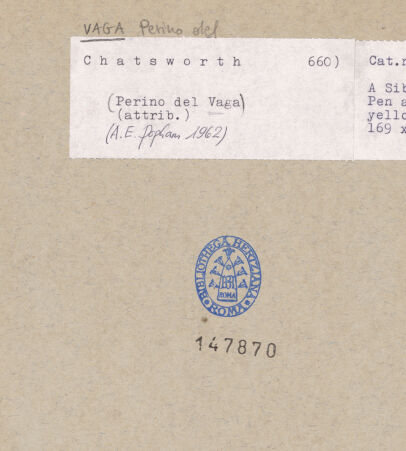 VAGA Perino del
Chatsworth 660)
(Perino del Vaga)
(attrib.)
(A.E. Popham 1962)
Cat.n
A Sib
Pen a
yello
169 x
BIBLIOTHECA HERTZIANA
ROMA
ROMA
147870